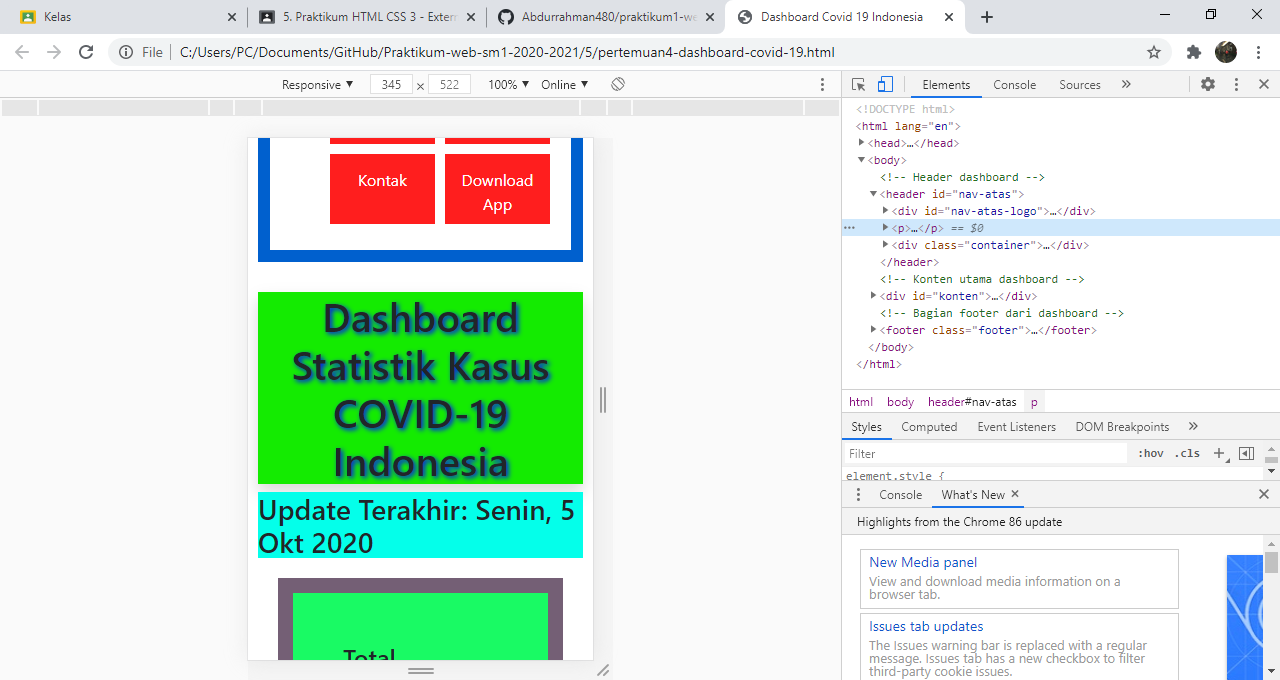 Kelas
5. Praktikum HTML CSS 3 - Extern
Abdurrahman480/praktikum1-we
Dashboard Covid 19 Indonesia
File
C:/Users/PC/Documents/GitHub/Praktikum-web-sm1-2020-2021/5/pertemuan4-dashboard-covid-19.html
Responsive ▼ 345 × 522 100% ▼ Online ▼
Kontak
Download
App
Dashboard
Statistik Kasus
COVID-19
Indonesia
Update Terakhir: Senin, 5
Okt 2020
Total
Elements Console Sources »
<!DOCTYPE html>
<html lang="en">
▶<head>…</head>
▼<body>
<!-- Header dashboard -->
▼<header id="nav-atas">
▶<div id="nav-atas-logo">…</div>
… ▶<p>…</p> == $0
▶<div class="container">…</div>
</header>
<!-- Konten utama dashboard -->
▶<div id="konten">…</div>
<!-- Bagian footer dari dashboard -->
▶<footer class="footer">…</footer>
</body>
</html>
html body header#nav-atas p
Styles Computed Event Listeners DOM Breakpoints »
Filter :hov .cls +
element.style {
Console What's New ×
Highlights from the Chrome 86 update
New Media panel
View and download media information on a
browser tab.
Issues tab updates
The Issues warning bar is replaced with a regular
message. Issues tab has a new checkbox to filter
third-party cookie issues.